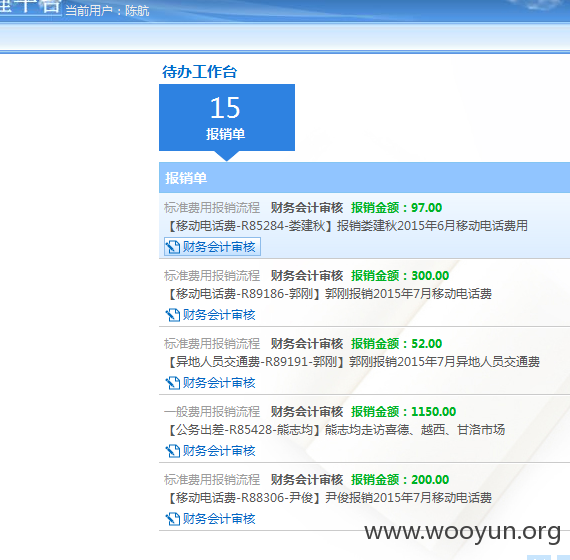 理平台 当前用户：陈航
待办工作台
15
报销单
报销单
标准费用报销流程 财务会计审核 报销金额：97.00
【移动电话费-R85284-娄建秋】报销娄建秋2015年6月移动电话费用
财务会计审核
标准费用报销流程 财务会计审核 报销金额：300.00
【移动电话费-R89186-郭刚】郭刚报销2015年7月移动电话费
财务会计审核
标准费用报销流程 财务会计审核 报销金额：52.00
【异地人员交通费-R89191-郭刚】郭刚报销2015年7月异地人员交通费
财务会计审核
一般费用报销流程 财务会计审核 报销金额：1150.00
【公务出差-R85428-熊志均】熊志均走访喜德、越西、甘洛市场
财务会计审核
标准费用报销流程 财务会计审核 报销金额：200.00
【移动电话费-R88306-尹俊】尹俊报销2015年7月移动电话费
财务会计审核
www.wooyun.org